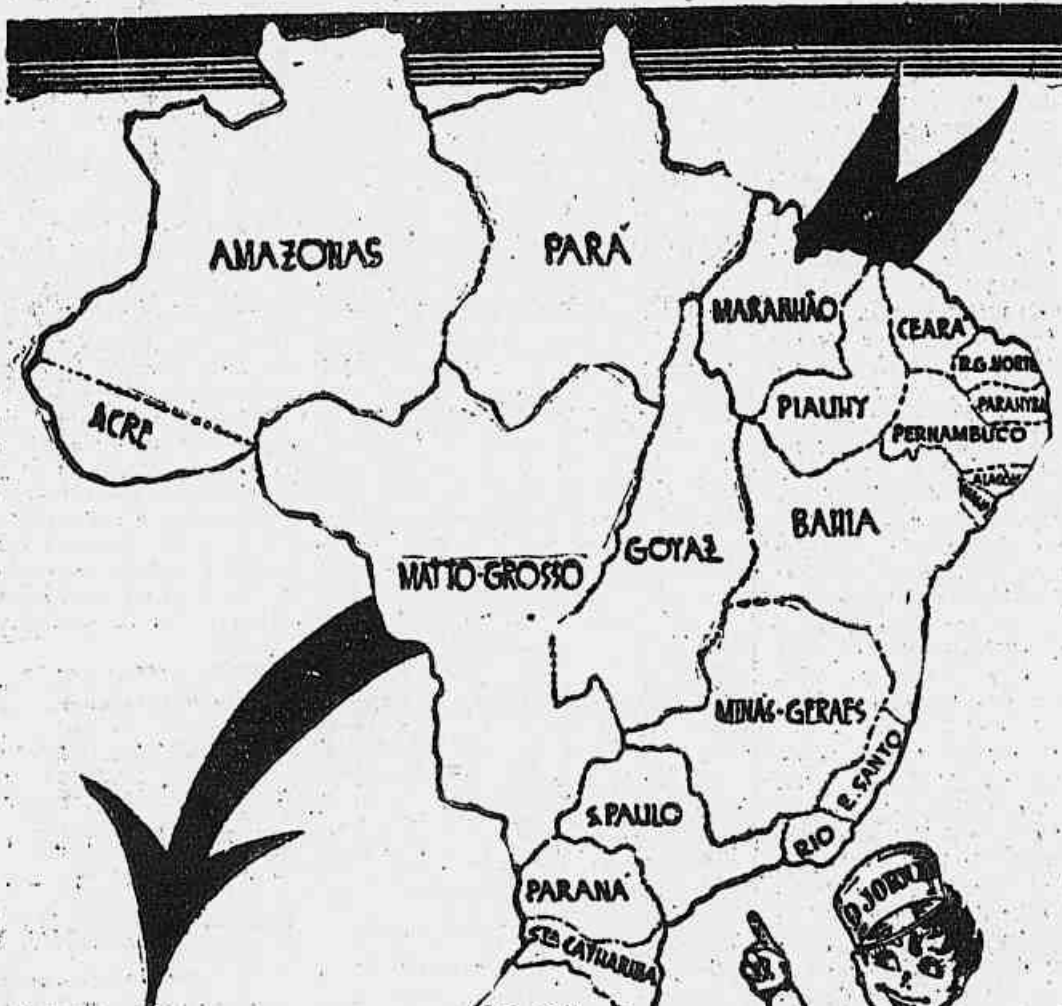 AMAZONAS
PARÁ
MARANHÃO
CEARÁ
R.G. NORTE
PARAHYBA
PIAUHY
PERNAMBUCO
ACRE
BAHIA
GOYAZ
MATTO-GROSSO
MINAS-GERAES
E. SANTO
S. PAULO
RIO
PARANÁ
STA CATHARINA